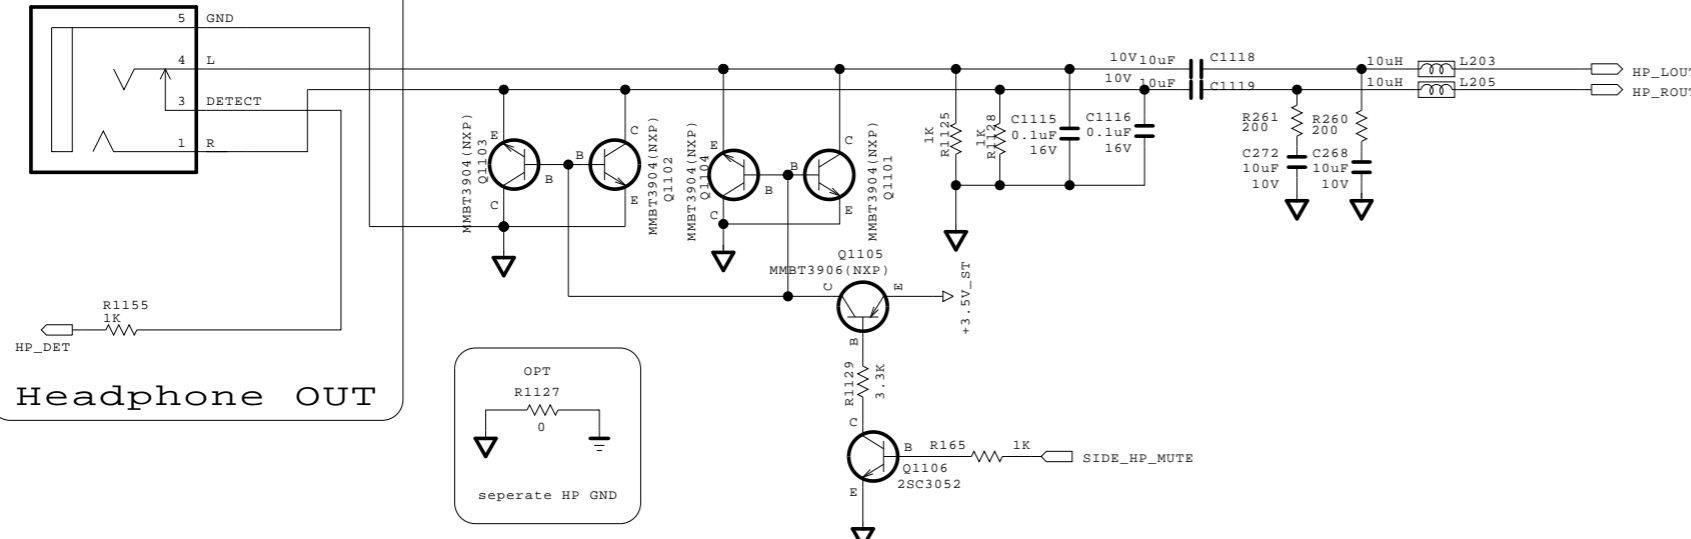 5 GND
4 L
3 DETECT
1 R
R1155
1K
HP_DET
Headphone OUT
E
MMBT3904(NXP)
Q1103
B
C
C
B
MMBT3904(NXP)
Q1102
E
E
MMBT3904(NXP)
Q1104
B
C
C
B
MMBT3904(NXP)
Q1101
E
1K
R1125
1K
R1128
C1115
0.1uF
16V
C1116
0.1uF
16V
10V 10uF C1118
10V 10uF C1119
R261
200
R260
200
C272
10uF
10V
C268
10uF
10V
10uH L203
10uH L205
HP_LOUT
HP_ROUT
Q1105
MMBT3906(NXP)
C
E
B
+3.5V_ST
R1129
3.3K
C
B
R165 1K
SIDE_HP_MUTE
Q1106
2SC3052
E
OPT
R1127
0
seperate HP GND